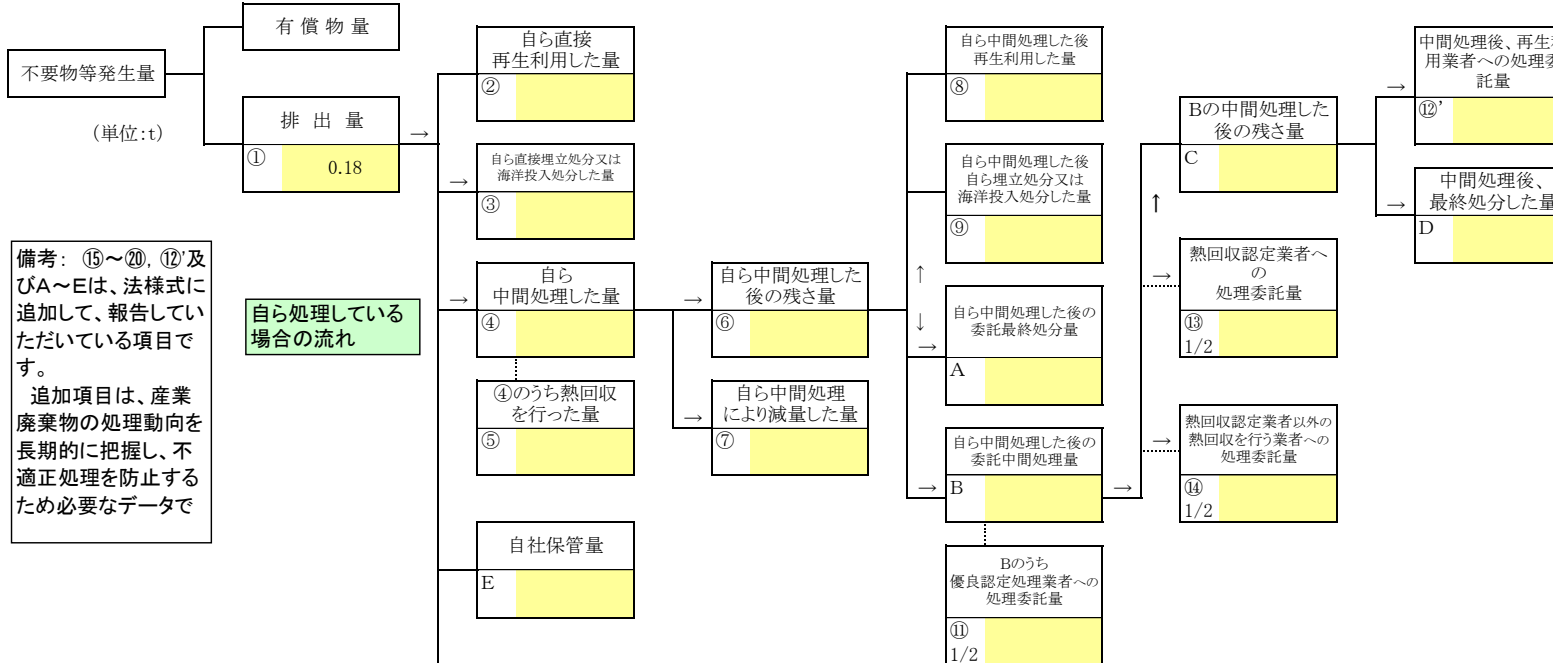 有償物量
不要物等発生量
(単位:t)
排出量
①
0.18
→
備考： ⑮～⑳, ⑫'及
びA～Eは、法様式に
追加して、報告してい
ただいている項目で
す。
追加項目は、産業
廃棄物の処理動向を
長期的に把握し、不
適正処理を防止する
ため必要なデータで
自ら処理している
場合の流れ
自ら直接
再生利用した量
②
→
自ら直接埋立処分又は
海洋投入処分した量
③
→
自ら
中間処理した量
④
④のうち熱回収
を行った量
⑤
自社保管量
E
→
自ら中間処理した
後の残さ量
⑥
→
自ら中間処理
により減量した量
⑦
自ら中間処理した後
再生利用した量
⑧
自ら中間処理した後
自ら埋立処分又は
海洋投入処分した量
⑨
↑
↓
→
自ら中間処理した後の
委託最終処分量
A
自ら中間処理した後の
委託中間処理量
→
B
→
Bのうち
優良認定処理業者への
処理委託量
⑪
1/2
Bの中間処理した
後の残さ量
C
↑
熱回収認定業者へ
の
処理委託量
→
⑬
1/2
熱回収認定業者以外の
熱回収を行う業者への
処理委託量
→
⑭
1/2
中間処理後、再生利
用業者への処理委
託量
→
⑫'
中間処理後、
最終処分した量
→
D